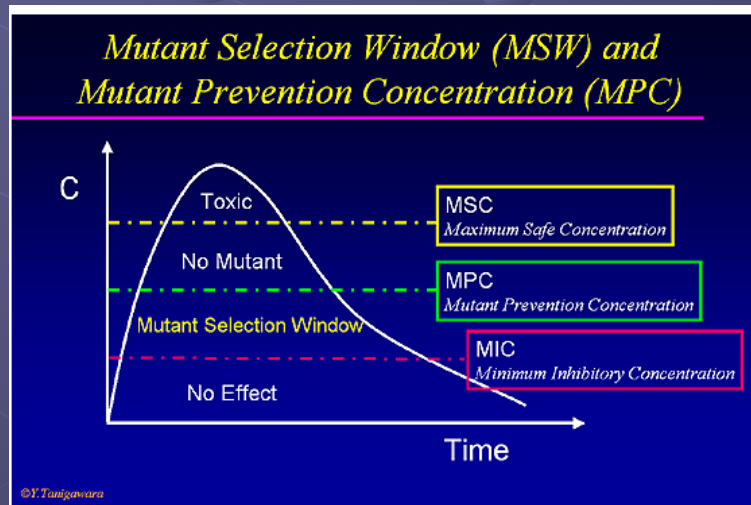 Mutant Selection Window (MSW) and
Mutant Prevention Concentration (MPC)
C
Toxic
MSC
Maximum Safe Concentration
No Mutant
MPC
Mutant Prevention Concentration
Mutant Selection Window
MIC
Minimum Inhibitory Concentration
No Effect
Time
©Y.Tanigawara